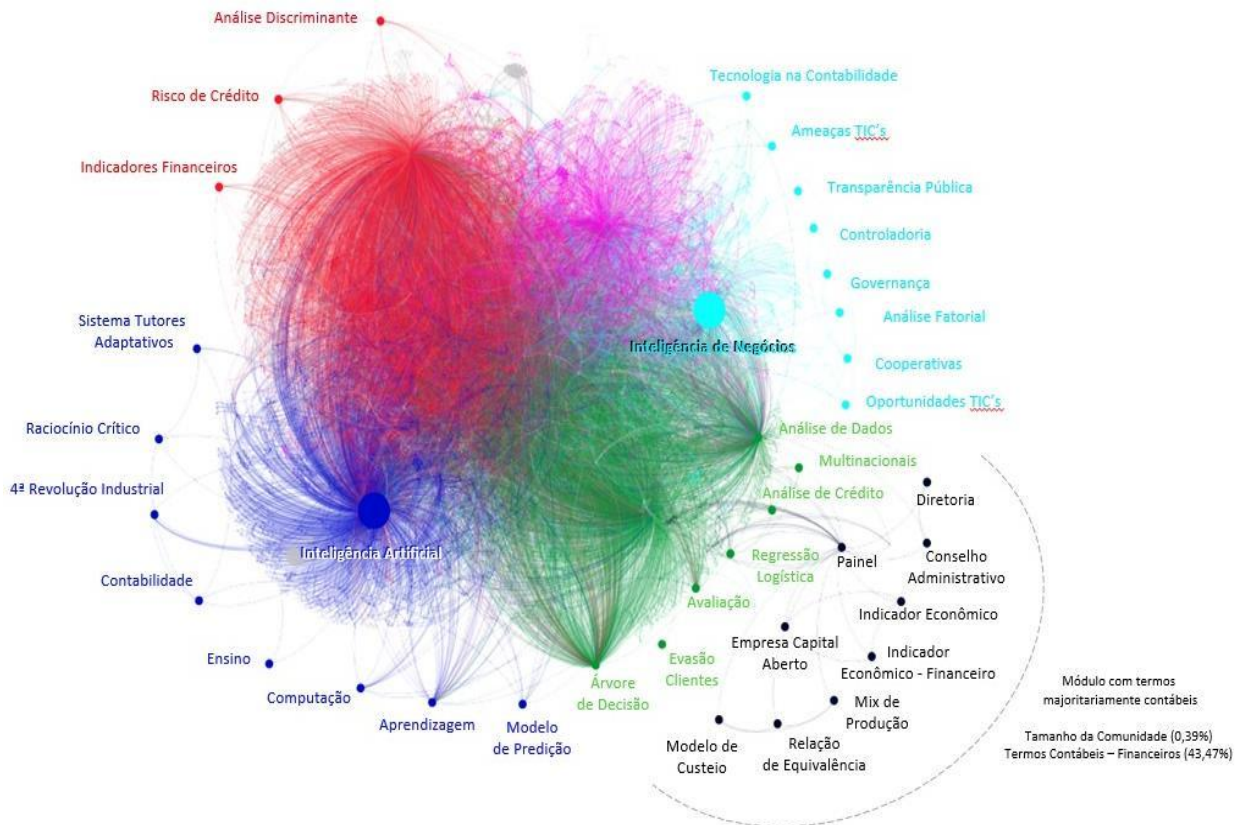 Análise Discriminante
Risco de Crédito
Indicadores Financeiros
Tecnologia na Contabilidade
Ameaças TIC's
Transparência Pública
Controladoria
Governança
Análise Fatorial
Cooperativas
Oportunidades TIC's
Inteligência de Negócios
Sistema Tutores
Adaptativos
Raciocínio Crítico
4ª Revolução Industrial
Inteligência Artificial
Contabilidade
Ensino
Computação
Aprendizagem
Modelo
de Predição
Análise de Dados
Multinacionais
Análise de Crédito
Regressão
Logística
Avaliação
Evasão
Clientes
Árvore
de Decisão
Diretoria
Painel
Conselho
Administrativo
Indicador Econômico
Empresa Capital
Aberto
Indicador
Econômico - Financeiro
Mix de
Produção
Modelo de
Custeio
Relação
de Equivalência
Módulo com termos
majoritariamente contábeis
Tamanho da Comunidade (0,39%)
Termos Contábeis – Financeiros (43,47%)